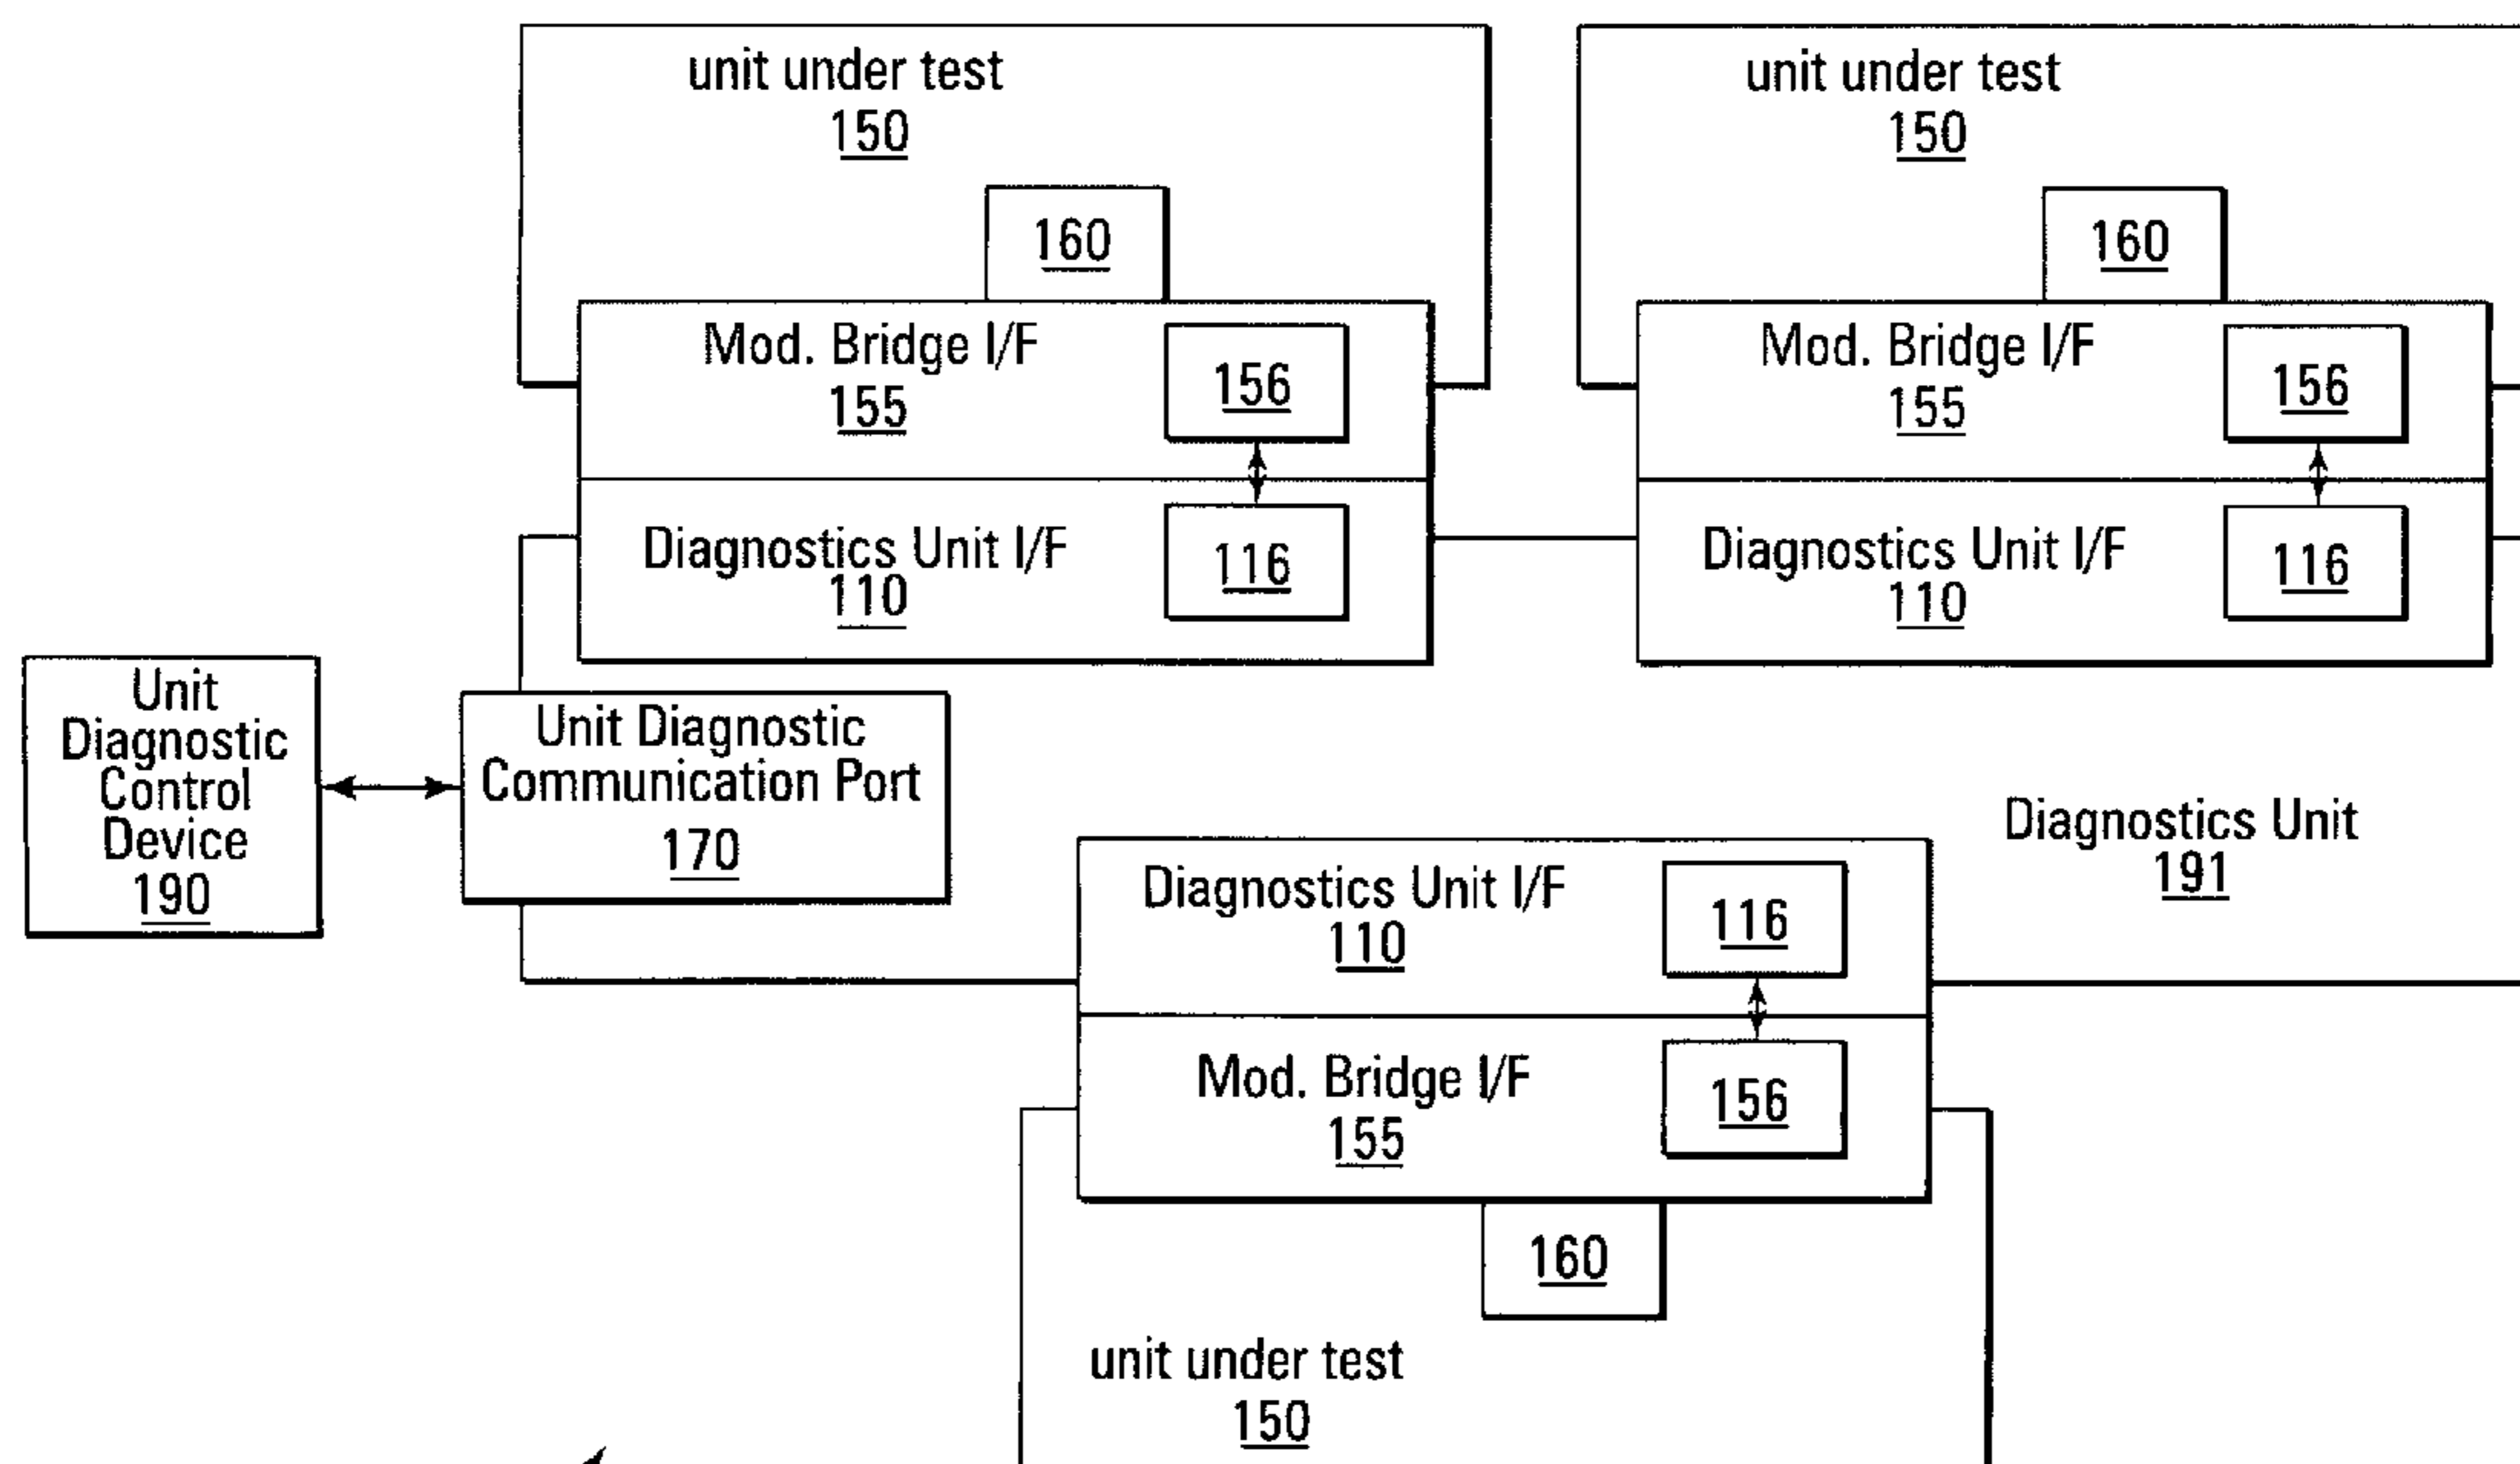 unit under test
150
160
Mod. Bridge I/F
155
156
Diagnostics Unit I/F
110
116
unit under test
150
160
Mod. Bridge I/F
155
156
Diagnostics Unit I/F
110
116
Unit
Diagnostic
Control
Device
190
Unit Diagnostic
Communication Port
170
Diagnostics Unit
191
Diagnostics Unit I/F
110
116
Mod. Bridge I/F
155
156
160
unit under test
150